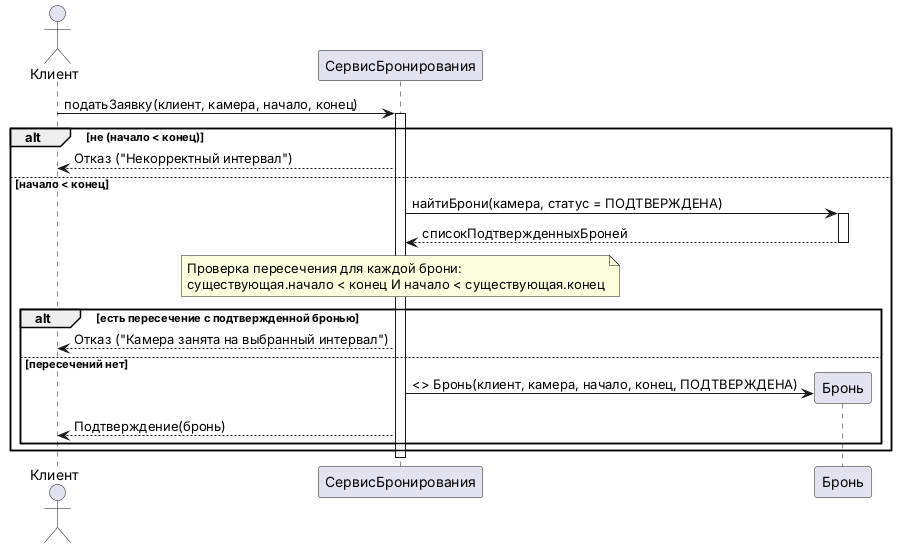 Клиент
СервисБронирования
податьЗаявку(клиент, камера, начало, конец)
alt [не (начало < конец)]
Отказ ("Некорректный интервал")
[начало < конец]
найтиБрони(камера, статус = ПОДТВЕРЖДЕНА)
списокПодтвержденныхБроней
Проверка пересечения для каждой брони:
существующая.начало < конец И начало < существующая.конец
alt [есть пересечение с подтвержденной бронью]
Отказ ("Камера занята на выбранный интервал")
[пересечений нет]
<> Бронь(клиент, камера, начало, конец, ПОДТВЕРЖДЕНА)
Бронь
Подтверждение(бронь)
Клиент
СервисБронирования
Бронь